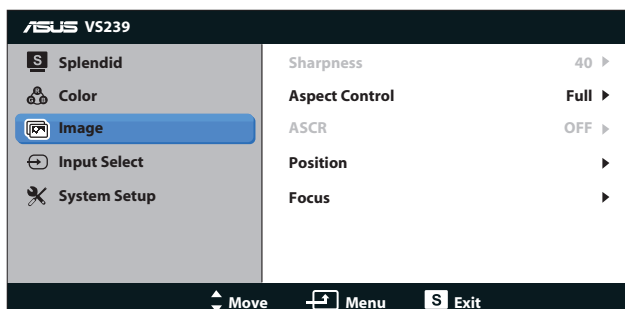 ASUS VS239
S Splendid
Color
Image
Input Select
System Setup
Sharpness 40
Aspect Control Full
ASCR OFF
Position
Focus
Move Menu S Exit